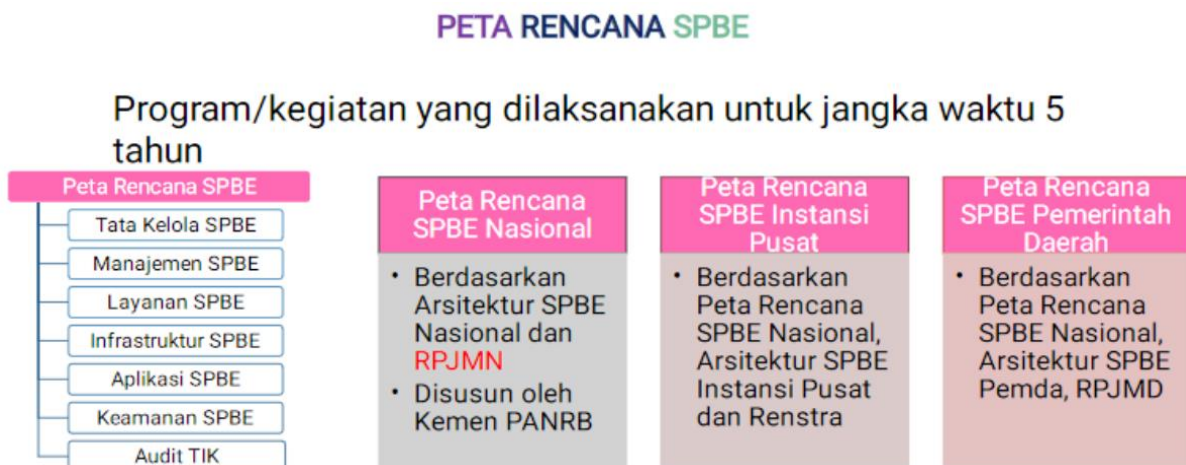 PETA RENCANA SPBE
Program/kegiatan yang dilaksanakan untuk jangka waktu 5
tahun
Peta Rencana SPBE
Tata Kelola SPBE
Manajemen SPBE
Layanan SPBE
Infrastruktur SPBE
Aplikasi SPBE
Keamanan SPBE
Audit TIK
Peta Rencana
SPBE Nasional
• Berdasarkan
Arsitektur SPBE
Nasional dan
RPJMN
• Disusun oleh
Kemen PANRB
Peta Rencana
SPBE Instansi
Pusat
• Berdasarkan
Peta Rencana
SPBE Nasional,
Arsitektur SPBE
Instansi Pusat
dan Renstra
Peta Rencana
SPBE Pemerintah
Daerah
• Berdasarkan
Peta Rencana
SPBE Nasional,
Arsitektur SPBE
Pemda, RPJMD